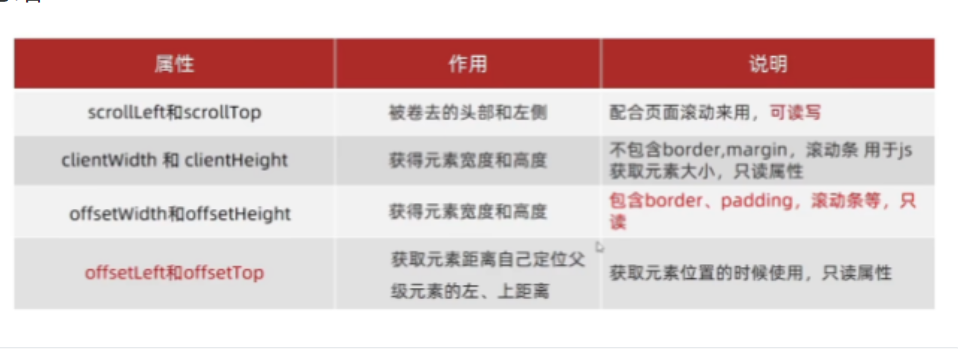 属性 作用 说明
scrollLeft和scrollTop 被卷去的头部和左侧 配合页面滚动来用，可读写
clientWidth 和 clientHeight 获得元素宽度和高度 不包含border,margin，滚动条 用于js
获取元素大小，只读属性
offsetWidth和offsetHeight 获得元素宽度和高度 包含border、padding，滚动条等，只
读
offsetLeft和offsetTop 获取元素距离自己定位父
级元素的左、上距离 获取元素位置的时候使用，只读属性